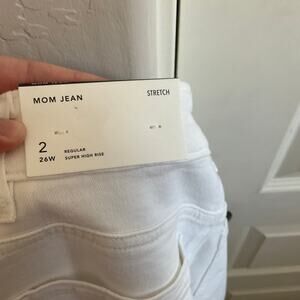 MOM JEAN STRETCH
2 REGULAR
26W SUPER HIGH RISE